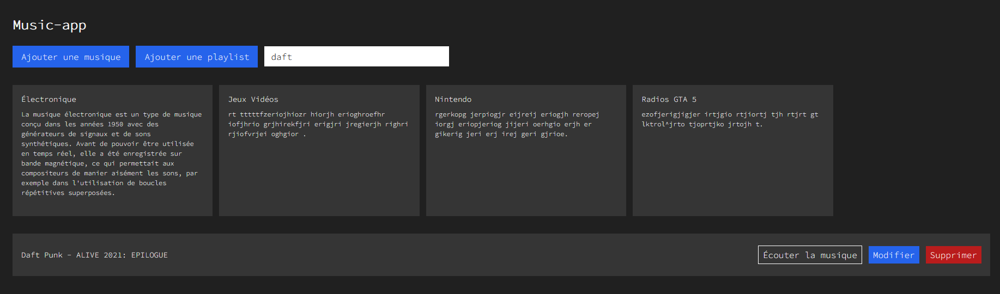 Music-app
Ajouter une musique
Ajouter une playlist
daft
Électronique
La musique électronique est un type de musique
conçu dans les années 1950 avec des
générateurs de signaux et de sons
synthétiques. Avant de pouvoir être utilisée
en temps réel, elle a été enregistrée sur
bande magnétique, ce qui permettait aux
compositeurs de manier aisément les sons, par
exemple dans l'utilisation de boucles
répétitives superposées.
Jeux Vidéos
rt tttttfzeriojhiozr hiorjh erioghroefhr
iofjhrio grjhirekfjri erigjri jregierjh righri
rjiofvrjei oghgior .
Nintendo
rgerkopg jerpiogjr eijreij eriogjh reropej
iorgj eriopjeriog jijeri oerhgio erjh er
gikerig jeri erj irej geri gjrioe.
Radios GTA 5
ezofjerigjigjer irtjgio rtjiortj tjh rtjrt gt
lktrol^jrto tjoprtjko jrtojh t.
Daft Punk - ALIVE 2021: EPILOGUE
Écouter la musique
Modifier
Supprimer